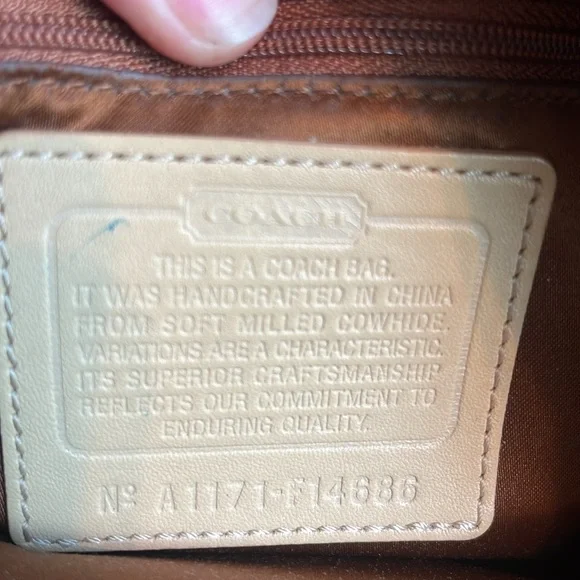 COACH
THIS IS A COACH BAG.
IT WAS HANDCRAFTED IN CHINA
FROM SOFT MILLED COWHIDE.
VARIATIONS ARE A CHARACTERISTIC.
ITS SUPERIOR CRAFTSMANSHIP
REFLECTS OUR COMMITMENT TO
ENDURING QUALITY.
Nº A1171-F14686